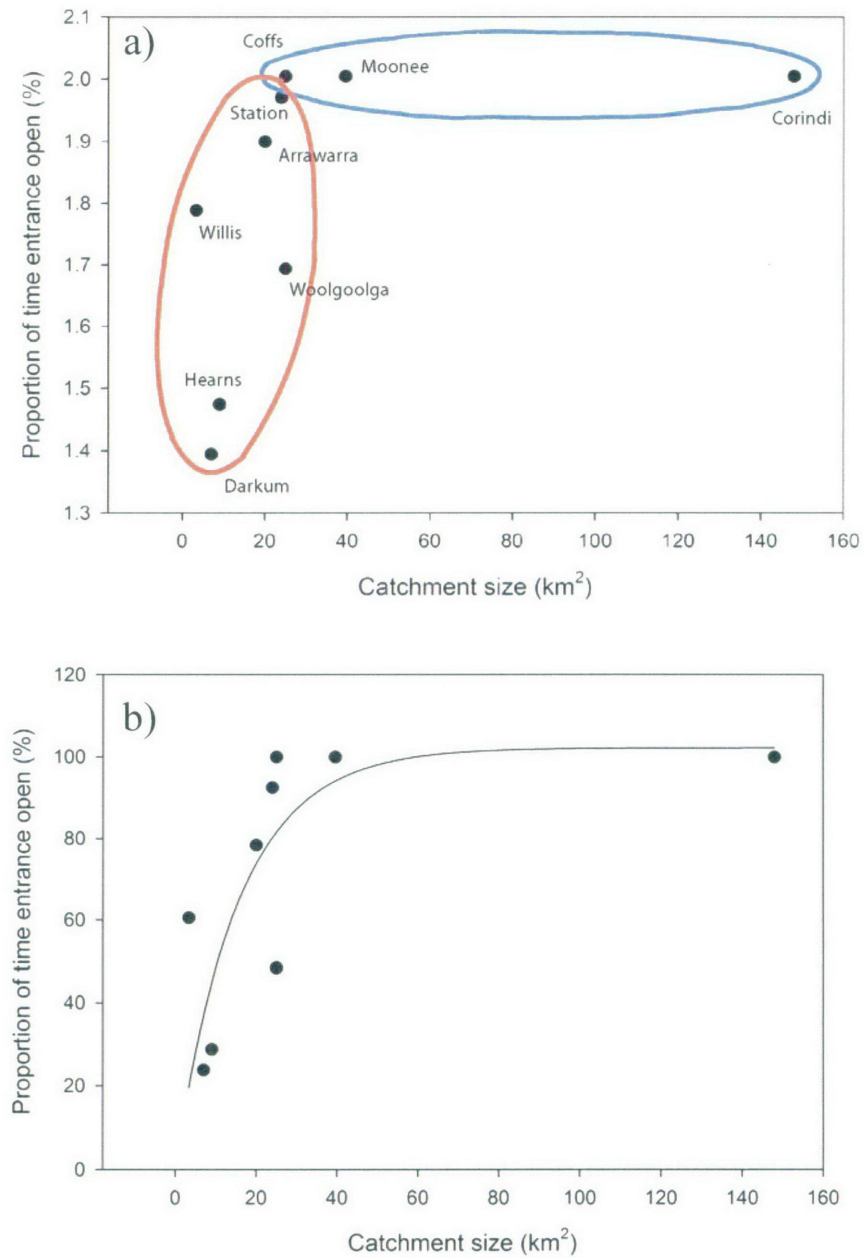 a)
2.1
2.0
1.9
1.8
1.7
1.6
1.5
1.4
1.3
Proportion of time entrance open (%)
Coffs
Moonee
Station
Corindi
Arrawarra
Willis
Woolgoolga
Hearns
Darkum
0 20 40 60 80 100 120 140 160
Catchment size (km²)
b)
120
100
80
60
40
20
0
Proportion of time entrance open (%)
0 20 40 60 80 100 120 140 160
Catchment size (km²)